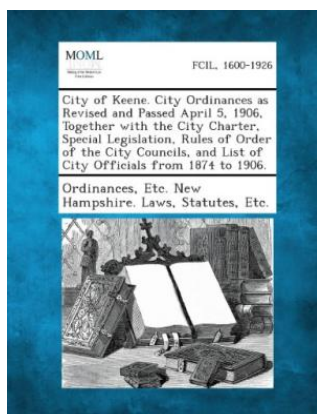 MOML
FCIL, 1600-1926
City of Keene. City Ordinances as
Revised and Passed April 5, 1906,
Together with the City Charter,
Special Legislation, Rules of Order
of the City Councils, and List of
City Officials from 1874 to 1906.
Ordinances, Etc. New
Hampshire. Laws, Statutes, Etc.